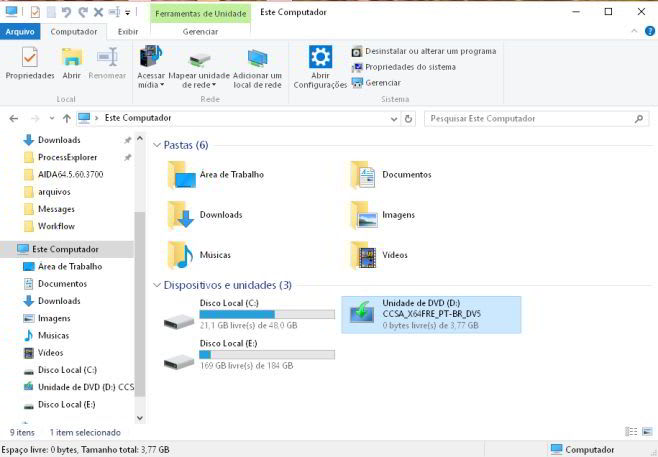 Ferramentas de Unidade
Este Computador
Arquivo
Computador
Exibir
Gerenciar
Propriedades
Abrir
Renomear
Acessar mídia
Mapear unidade de rede
Adicionar um local de rede
Abrir Configurações
Desinstalar ou alterar um programa
Propriedades do sistema
Gerenciar
Local
Rede
Sistema
Este Computador
Pesquisar Este Computador
Downloads
ProcessExplorer
AIDA64.5.60.3700
arquivos
Messages
Workflow
Este Computador
Área de Trabalho
Documentos
Downloads
Imagens
Músicas
Vídeos
Disco Local (C:)
Unidade de DVD (D:) CCS
Disco Local (E:)
Pastas (6)
Área de Trabalho
Documentos
Downloads
Imagens
Músicas
Vídeos
Dispositivos e unidades (3)
Disco Local (C:)
21,1 GB livre(s) de 48,0 GB
Unidade de DVD (D:)
CCSA_X64FRE_PT-BR_DV5
0 bytes livre(s) de 3,77 GB
Disco Local (E:)
169 GB livre(s) de 184 GB
9 itens
1 item selecionado
Espaço livre: 0 bytes, Tamanho total: 3,77 GB
Computador